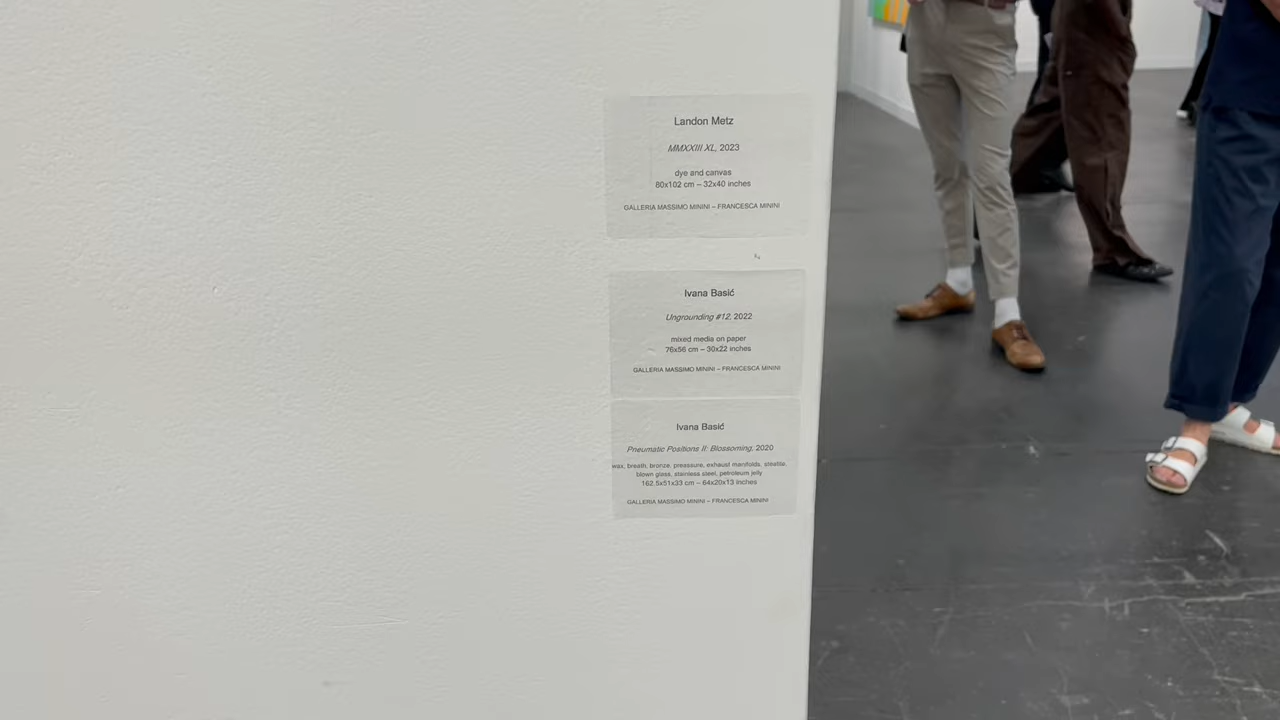 Landon Metz
MMXXIII XL, 2023
dye and canvas
80x102 cm – 32x40 inches
GALLERIA MASSIMO MININI – FRANCESCA MININI
Ivana Basić
Ungrounding #12, 2022
mixed media on paper
76x56 cm – 30x22 inches
GALLERIA MASSIMO MININI – FRANCESCA MININI
Ivana Basić
Pneumatic Positions II: Blossoming, 2020
wax, breath, bronze, preassure, exhaust manifolds, steatite,
blown glass, stainless steel, petroleum jelly
162,5x51x33 cm – 64x20x13 inches
GALLERIA MASSIMO MININI – FRANCESCA MININI